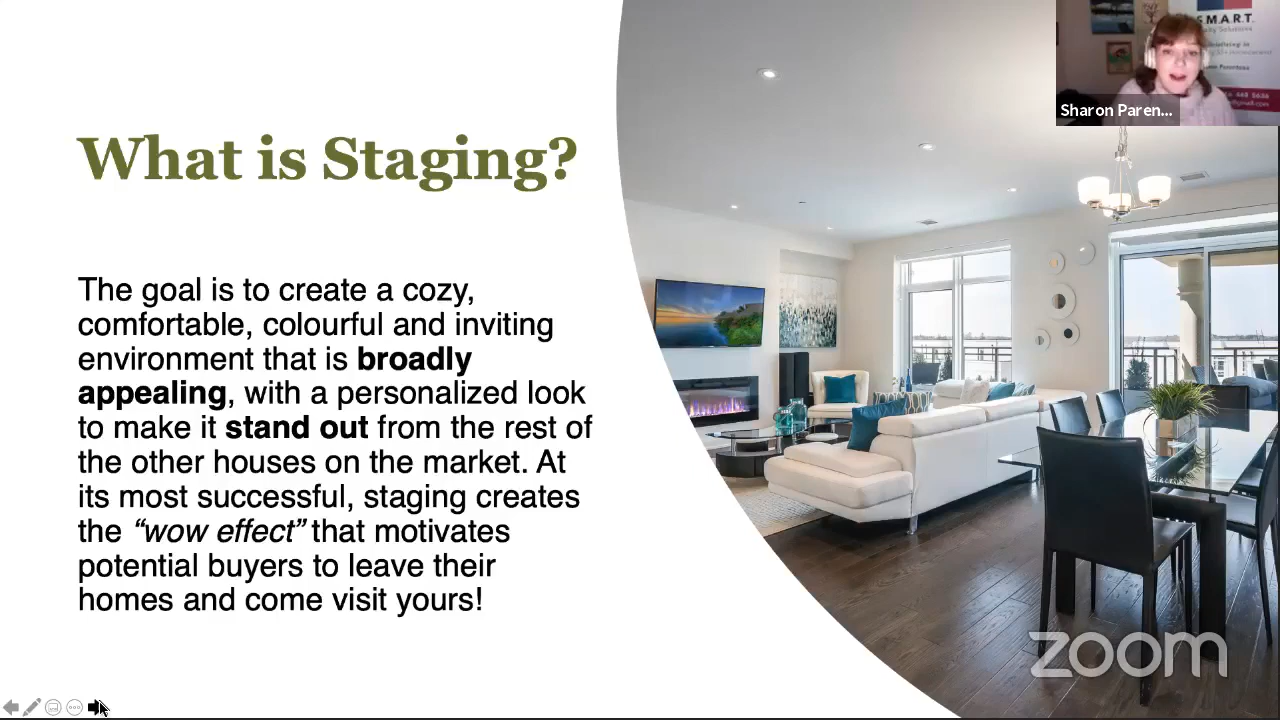 What is Staging?
The goal is to create a cozy,
comfortable, colourful and inviting
environment that is broadly
appealing, with a personalized look
to make it stand out from the rest of
the other houses on the market. At
its most successful, staging creates
the “wow effect” that motivates
potential buyers to leave their
homes and come visit yours!
S.M.A.R.T.
Sharon Paren...
zoom